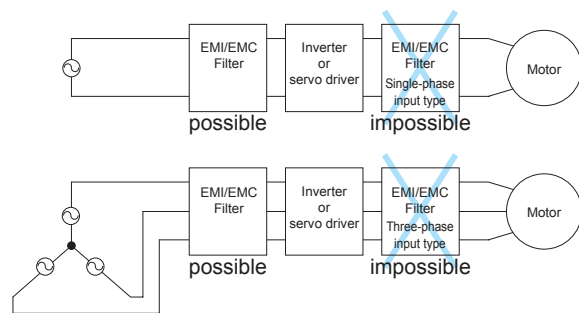 EMI/EMC
Filter
Inverter
or
servo driver
EMI/EMC
Filter
Single-phase
input type
Motor
possible
impossible
EMI/EMC
Filter
Inverter
or
servo driver
EMI/EMC
Filter
Three-phase
input type
Motor
possible
impossible